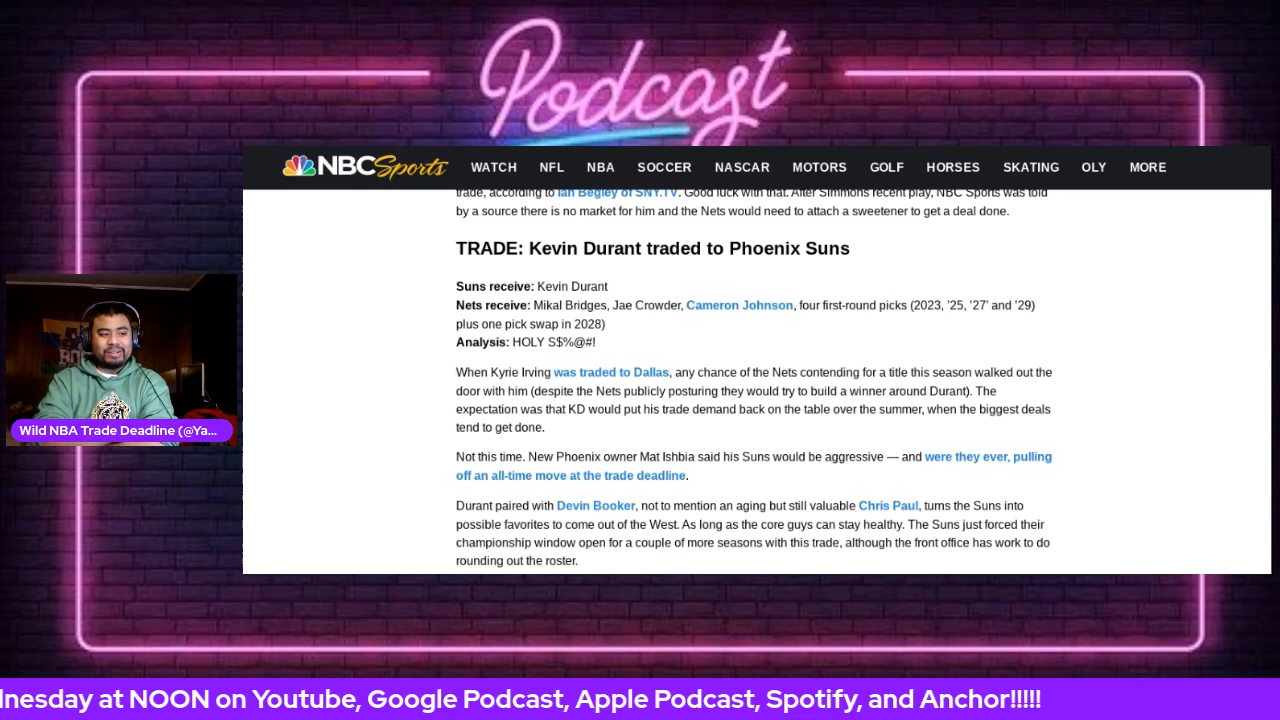 Podcast
NBC Sports
WATCH NFL NBA SOCCER NASCAR MOTORS GOLF HORSES SKATING OLY MORE
trade, according to Ian Begley of SNY.TV. Good luck with that. After Simmons recent play, NBC Sports was told
by a source there is no market for him and the Nets would need to attach a sweetener to get a deal done.
TRADE: Kevin Durant traded to Phoenix Suns
Suns receive: Kevin Durant
Nets receive: Mikal Bridges, Jae Crowder, Cameron Johnson, four first-round picks (2023, ’25, ’27’ and ’29)
plus one pick swap in 2028)
Analysis: HOLY S$%@#!
When Kyrie Irving was traded to Dallas, any chance of the Nets contending for a title this season walked out the
door with him (despite the Nets publicly posturing they would try to build a winner around Durant). The
expectation was that KD would put his trade demand back on the table over the summer, when the biggest deals
tend to get done.
Not this time. New Phoenix owner Mat Ishbia said his Suns would be aggressive — and were they ever, pulling
off an all-time move at the trade deadline.
Durant paired with Devin Booker, not to mention an aging but still valuable Chris Paul, turns the Suns into
possible favorites to come out of the West. As long as the core guys can stay healthy. The Suns just forced their
championship window open for a couple of more seasons with this trade, although the front office has work to do
rounding out the roster.
Wild NBA Trade Deadline (@Ya...
dnesday at NOON on Youtube, Google Podcast, Apple Podcast, Spotify, and Anchor!!!!!